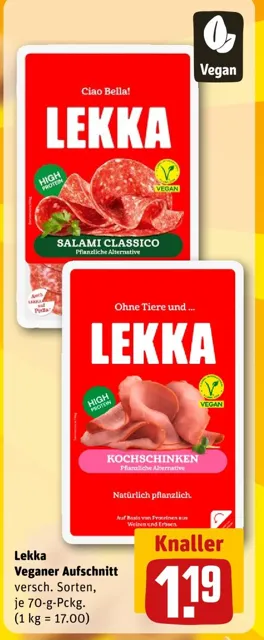 Vegan
Ciao Bella!
LEKKA
HIGH
PROTEIN
VEGAN
SALAMI CLASSICO
Pflanzliche Alternative
Ohne Tiere und ...
LEKKA
HIGH
PROTEIN
VEGAN
KOCHSCHINKEN
Pflanzliche Alternative
Natürlich pflanzlich.
Auf Basis von Proteinen aus
Weizen und Erbsen.
Lekka
Veganer Aufschnitt
versch. Sorten,
je 70-g-Pckg.
(1 kg = 17.00)
Knaller
1.19